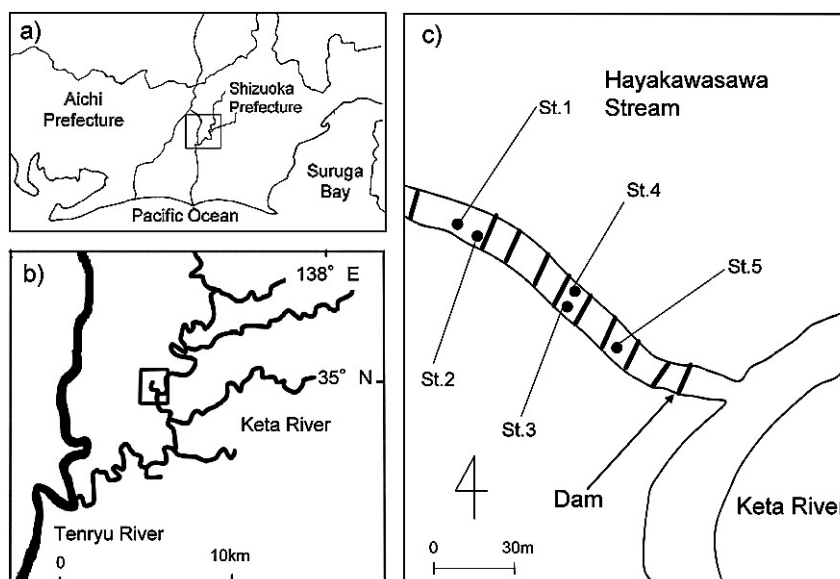 a)
Aichi
Prefecture
Shizuoka
Prefecture
Suruga
Bay
Pacific Ocean
b)
138° E
35° N
Keta River
Tenryu River
0
10km
c)
Hayakawasawa
Stream
St.1
St.4
St.5
St.2
St.3
Dam
Keta River
0
30m